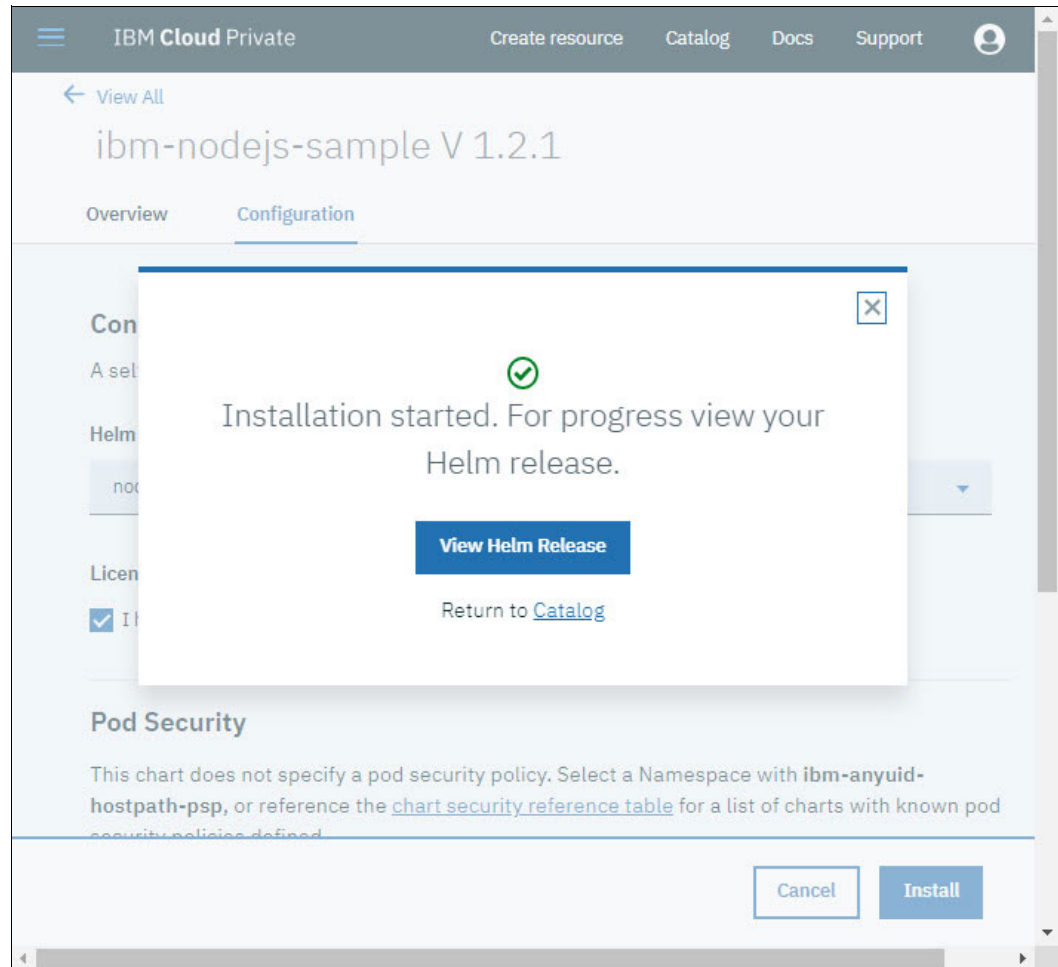 IBM Cloud Private Create resource Catalog Docs Support
← View All
ibm-nodejs-sample V 1.2.1
Overview Configuration
Con
A sel
Helm
Installation started. For progress view your
Helm release.
View Helm Release
Licen
Return to Catalog
Pod Security
This chart does not specify a pod security policy. Select a Namespace with ibm-anyuid-
hostpath-psp, or reference the chart security reference table for a list of charts with known pod
security policies defined
Cancel Install